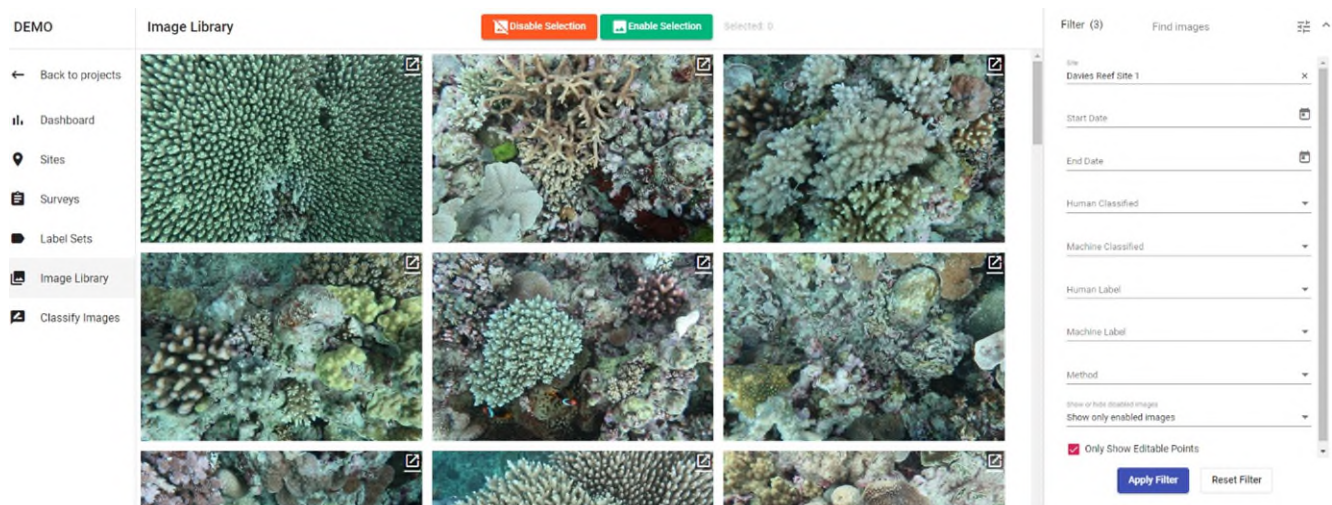 DEMO
Back to projects
Dashboard
Sites
Surveys
Label Sets
Image Library
Classify Images
Image Library
Disable Selection
Enable Selection
Selected: 0
Filter (3)
Find images
Site
Davies Reef Site 1
Start Date
End Date
Human Classified
Machine Classified
Human Label
Machine Label
Method
Show or hide disabled images
Show only enabled images
Only Show Editable Points
Apply Filter
Reset Filter